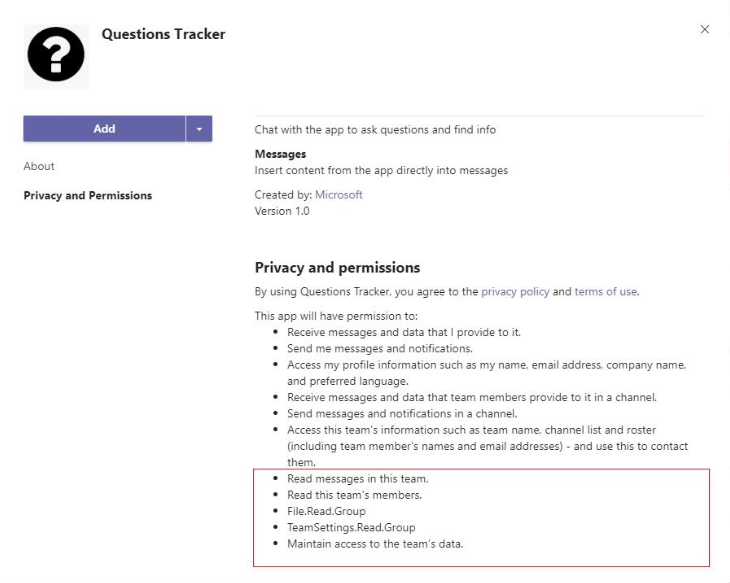 Questions Tracker
Add
About
Privacy and Permissions
Chat with the app to ask questions and find info
Messages
Insert content from the app directly into messages
Created by: Microsoft
Version 1.0
Privacy and permissions
By using Questions Tracker, you agree to the privacy policy and terms of use.
This app will have permission to:
• Receive messages and data that I provide to it.
• Send me messages and notifications.
• Access my profile information such as my name, email address, company name,
and preferred language.
• Receive messages and data that team members provide to it in a channel.
• Send messages and notifications in a channel.
• Access this team's information such as team name, channel list and roster
(including team member's names and email addresses) - and use this to contact
them.
• Read messages in this team.
• Read this team's members.
• File.Read.Group
• TeamSettings.Read.Group
• Maintain access to the team's data.